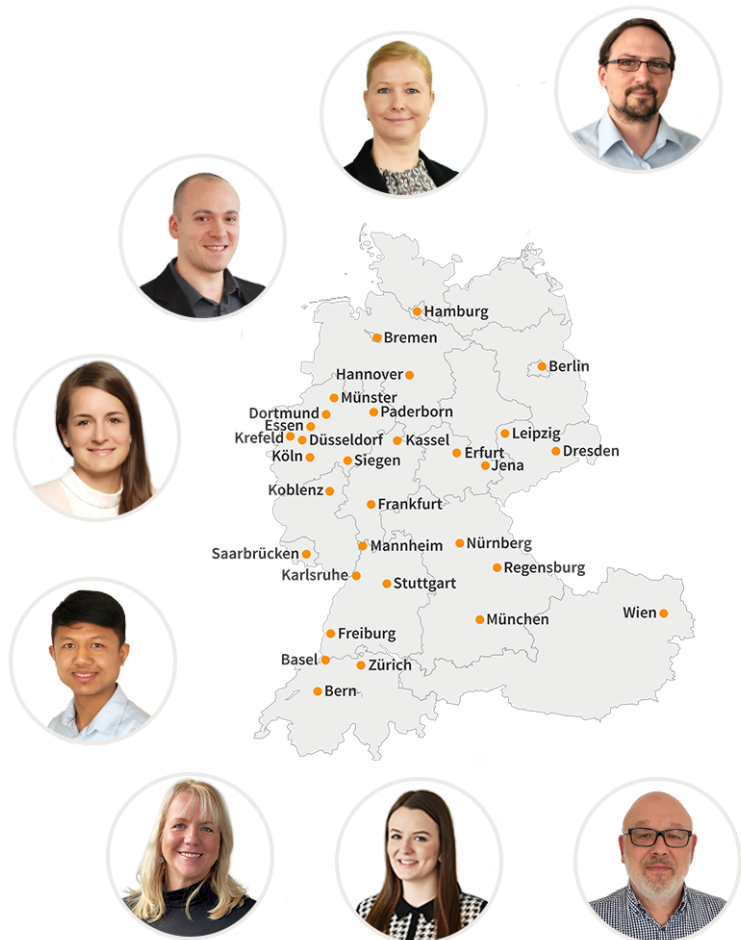 Hamburg
Bremen
Berlin
Hannover
Münster
Dortmund
Paderborn
Essen
Krefeld
Düsseldorf
Kassel
Leipzig
Köln
Siegen
Erfurt
Dresden
Jena
Koblenz
Frankfurt
Saarbrücken
Mannheim
Nürnberg
Karlsruhe
Stuttgart
Regensburg
München
Wien
Freiburg
Basel
Zürich
Bern